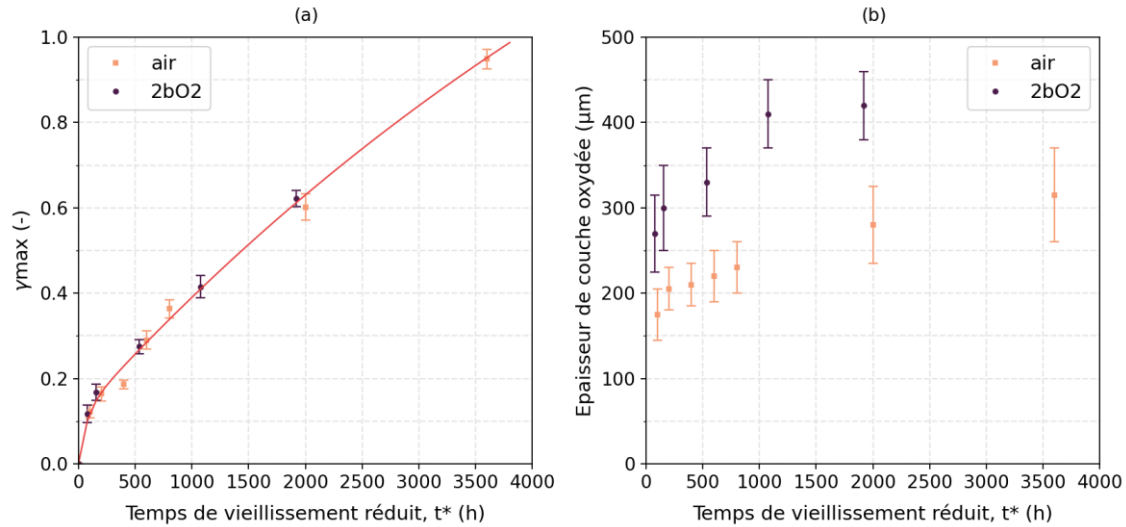 (a)
1.0
0.8
0.6
0.4
0.2
0.0
γmax (-)
air
2bO2
0 500 1000 1500 2000 2500 3000 3500 4000
Temps de vieillissement réduit, t* (h)
(b)
500
400
300
200
100
0
Epaisseur de couche oxydée (μm)
air
2bO2
0 500 1000 1500 2000 2500 3000 3500 4000
Temps de vieillissement réduit, t* (h)